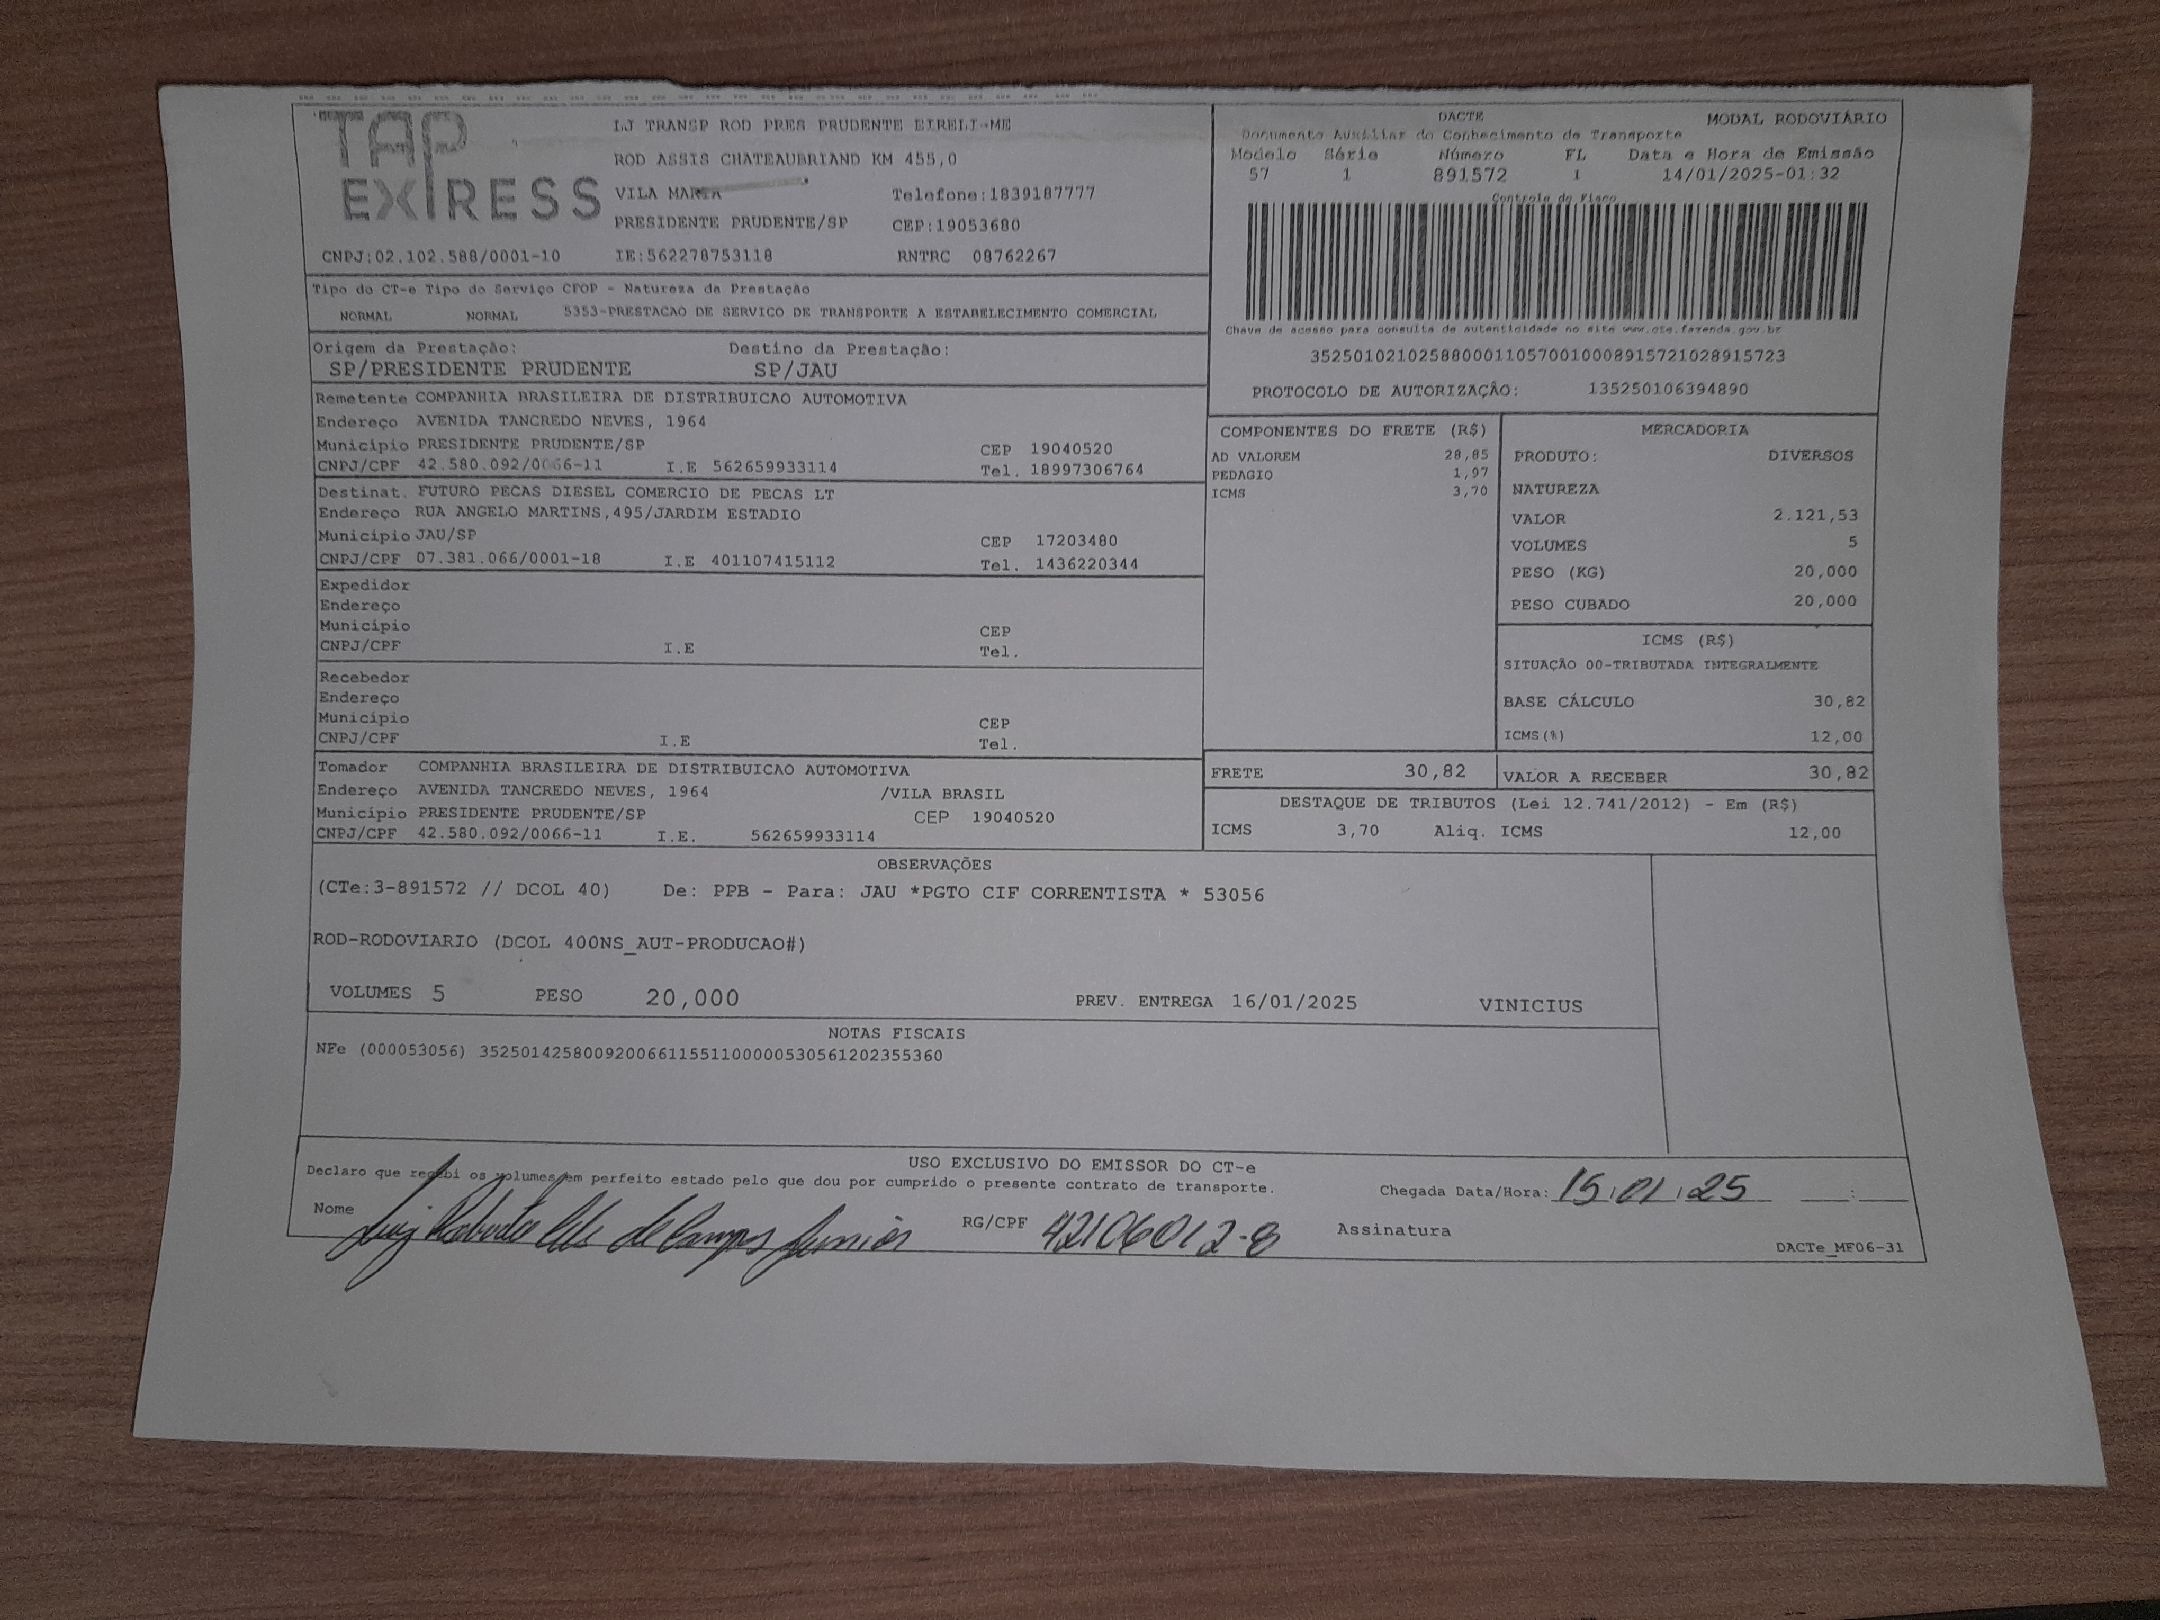 TAP EXPRESS
LJ TRANSP ROD PRES PRUDENTE EIRELI-ME
ROD ASSIS CHATEAUBRIAND KM 455,0
VILA MARIA Telefone:1839187777
PRESIDENTE PRUDENTE/SP CEP:19053680
CNPJ:02.102.588/0001-10 IE:562278753118 RNTRC 08762267
DACTE MODAL RODOVIÁRIO
Documento Auxiliar do Conhecimento de Transporte
Modelo Série Número FL Data e Hora de Emissão
57 1 891572 1 14/01/2025-01:32
Controle do Fisco
Chave de acesso para consulta de autenticidade no site www.cte.fazenda.gov.br
35250102102588000110570010008915721028915723
PROTOCOLO DE AUTORIZAÇÃO: 135250106394890
Tipo do CT-e Tipo do Serviço CFOP - Natureza da Prestação
NORMAL NORMAL 5353-PRESTACAO DE SERVICO DE TRANSPORTE A ESTABELECIMENTO COMERCIAL
Origem da Prestação: Destino da Prestação:
SP/PRESIDENTE PRUDENTE SP/JAU
Remetente COMPANHIA BRASILEIRA DE DISTRIBUICAO AUTOMOTIVA
Endereço AVENIDA TANCREDO NEVES, 1964
Município PRESIDENTE PRUDENTE/SP CEP 19040520
CNPJ/CPF 42.580.092/0066-11 I.E 562659933114 Tel. 18997306764
Destinat. FUTURO PECAS DIESEL COMERCIO DE PECAS LT
Endereço RUA ANGELO MARTINS,495/JARDIM ESTADIO
Município JAU/SP CEP 17203480
CNPJ/CPF 07.381.066/0001-18 I.E 401107415112 Tel. 1436220344
Expedidor
Endereço
Município CEP
CNPJ/CPF I.E Tel.
Recebedor
Endereço
Município CEP
CNPJ/CPF I.E Tel.
Tomador COMPANHIA BRASILEIRA DE DISTRIBUICAO AUTOMOTIVA
Endereço AVENIDA TANCREDO NEVES, 1964 /VILA BRASIL
Município PRESIDENTE PRUDENTE/SP CEP 19040520
CNPJ/CPF 42.580.092/0066-11 I.E. 562659933114
COMPONENTES DO FRETE (R$)
AD VALOREM 28,85
PEDAGIO 1,97
ICMS 3,70
MERCADORIA
PRODUTO: DIVERSOS
NATUREZA
VALOR 2.121,53
VOLUMES 5
PESO (KG) 20,000
PESO CUBADO 20,000
ICMS (R$)
SITUAÇÃO 00-TRIBUTADA INTEGRALMENTE
BASE CÁLCULO 30,82
ICMS(%) 12,00
FRETE 30,82 VALOR A RECEBER 30,82
DESTAQUE DE TRIBUTOS (Lei 12.741/2012) - Em (R$)
ICMS 3,70 Aliq. ICMS 12,00
OBSERVAÇÕES
(CTe:3-891572 // DCOL 40) De: PPB - Para: JAU *PGTO CIF CORRENTISTA * 53056
ROD-RODOVIARIO (DCOL 400NS_AUT-PRODUCAO#)
VOLUMES 5 PESO 20,000 PREV. ENTREGA 16/01/2025 VINICIUS
NOTAS FISCAIS
NFe (000053056) 35250142580092006611551100000530561202355360
USO EXCLUSIVO DO EMISSOR DO CT-e
Declaro que recebi os volumes em perfeito estado pelo que dou por cumprido o presente contrato de transporte.
Chegada Data/Hora: 15/01/25 __:__
Nome Luiz Roberto de Campos Junior RG/CPF 42106012-8 Assinatura
DACTe_MF06-31